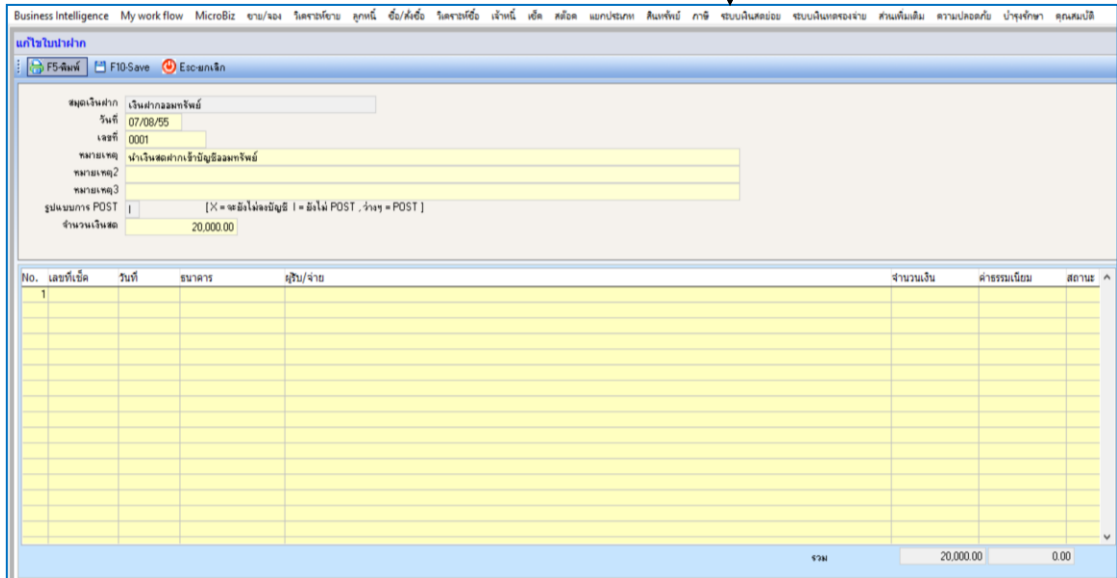 Business Intelligence My work flow MicroBiz ขาย/จอง วิเคราะห์ขาย ลูกหนี้ ซื้อ/สั่งซื้อ วิเคราะห์ซื้อ เจ้าหนี้ เช็ค สต๊อค แยกประเภท สินทรัพย์ ภาษี ระบบเงินสดย่อย ระบบเงินทดรองจ่าย ส่วนเพิ่มเติม ความปลอดภัย บำรุงรักษา คุณสมบัติ
แก้ไขใบนำฝาก
F5-พิมพ์ F10-Save Esc-ยกเลิก
สมุดเงินฝาก เงินฝากออมทรัพย์
วันที่ 07/08/55
เลขที่ 0001
หมายเหตุ นำเงินสดฝากเข้าบัญชีออมทรัพย์
หมายเหตุ2
หมายเหตุ3
รูปแบบการ POST I [X = จะยังไม่ลงบัญชี I = ยังไม่ POST , ว่างๆ = POST ]
จำนวนเงินสด 20,000.00
No. เลขที่เช็ค วันที่ ธนาคาร ผู้รับ/จ่าย จำนวนเงิน ค่าธรรมเนียม สถานะ
1
รวม 20,000.00 0.00